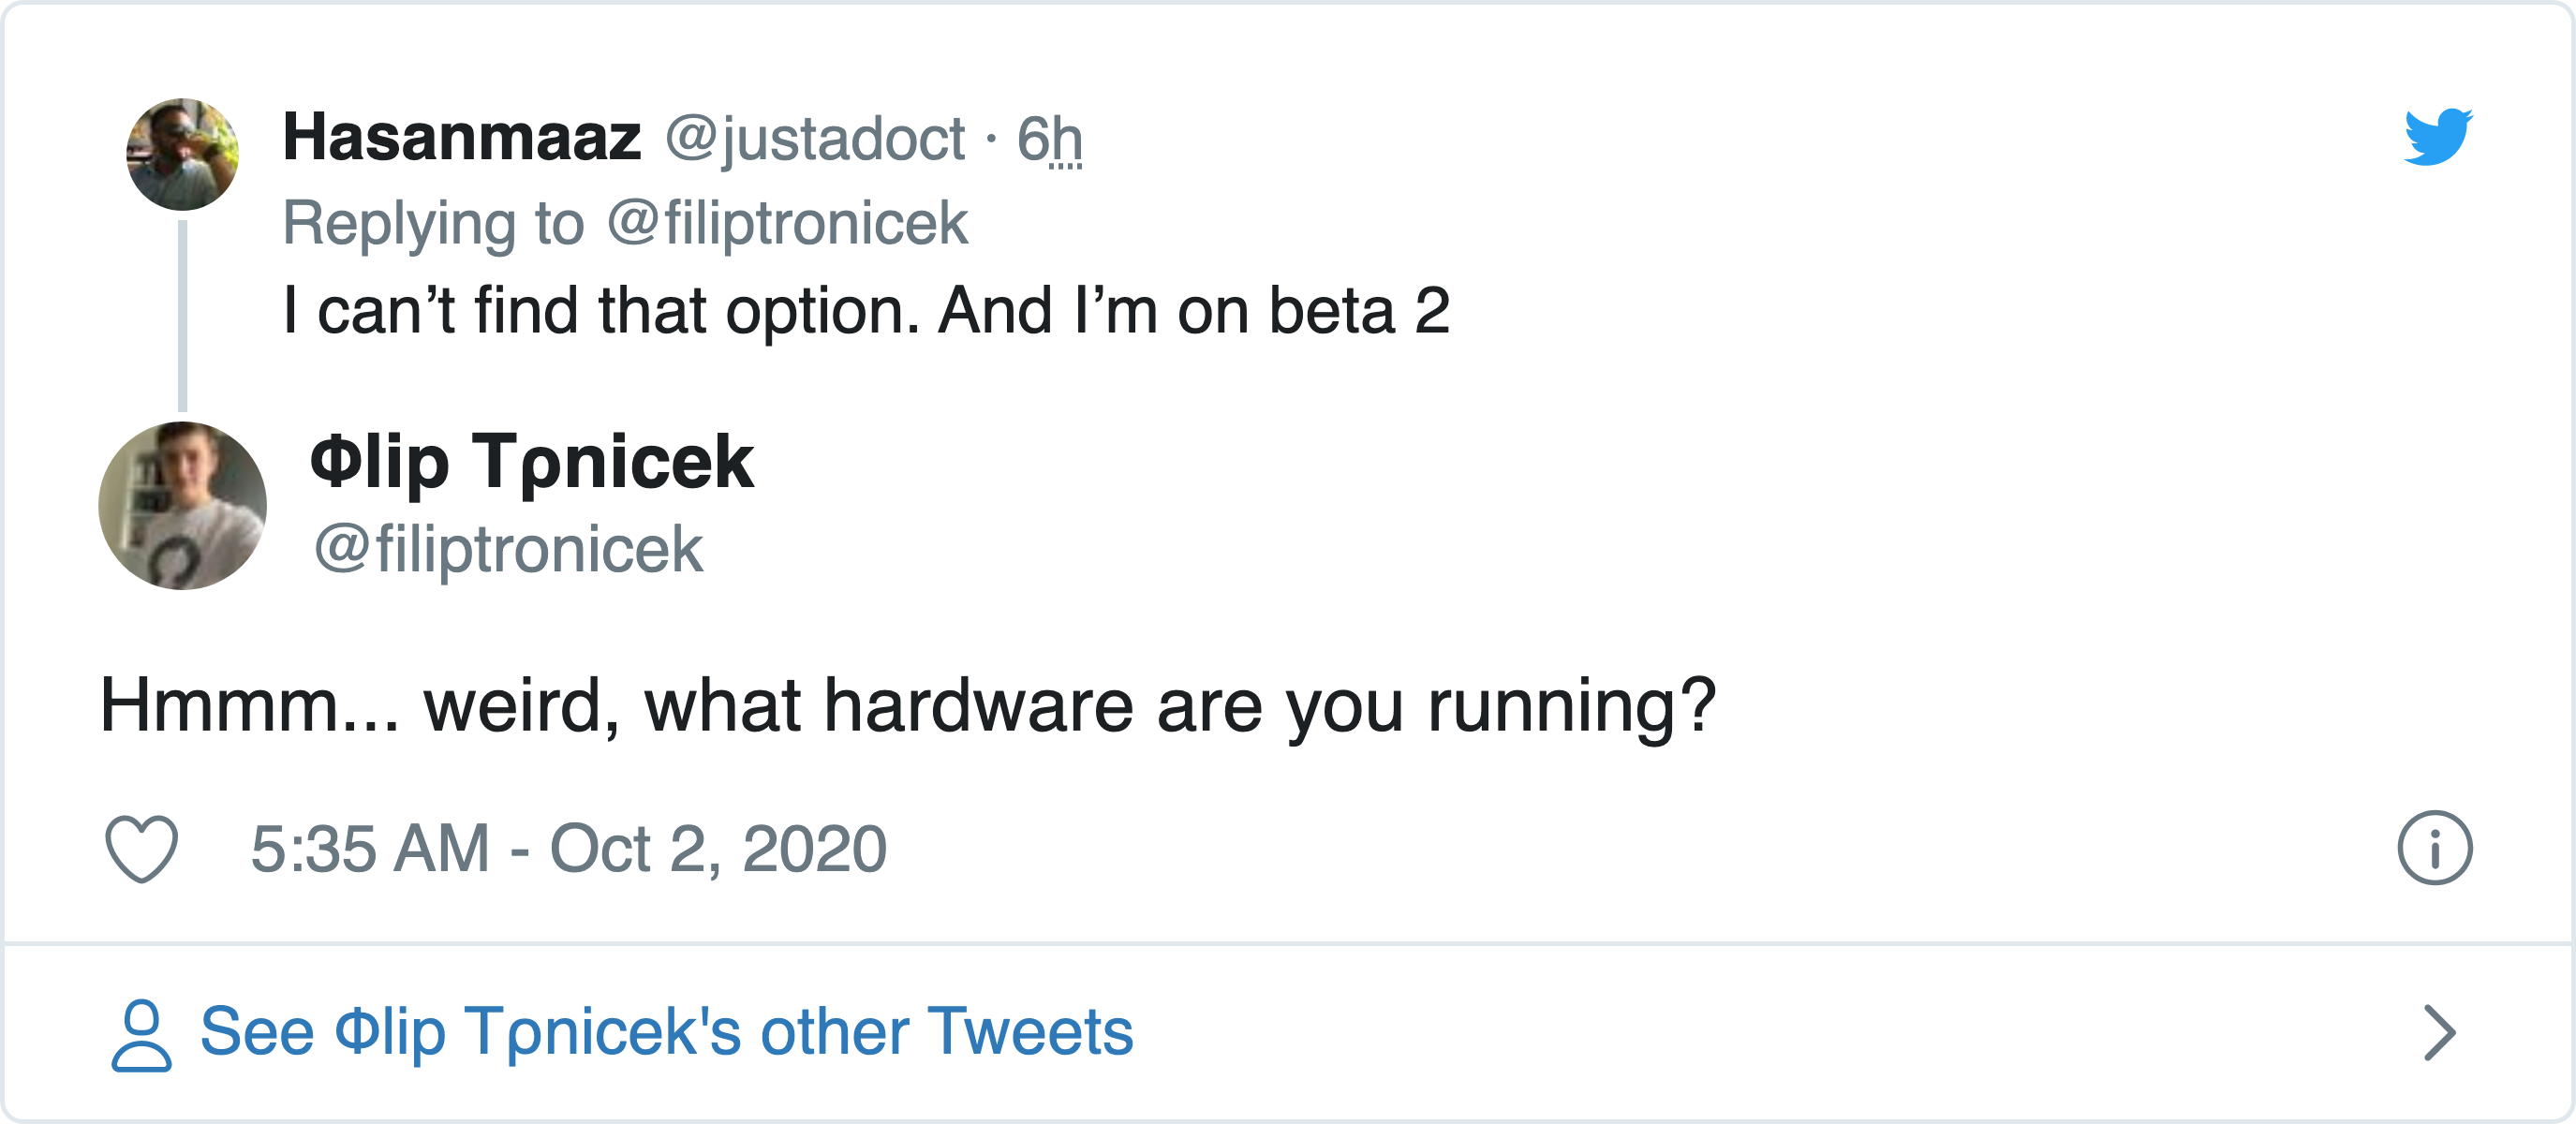 Hasanmaaz @justadoct · 6h
Replying to @filiptronicek
I can’t find that option. And I’m on beta 2
Φlip Tρnicek
@filiptronicek
Hmmm... weird, what hardware are you running?
5:35 AM - Oct 2, 2020
See Φlip Tρnicek's other Tweets